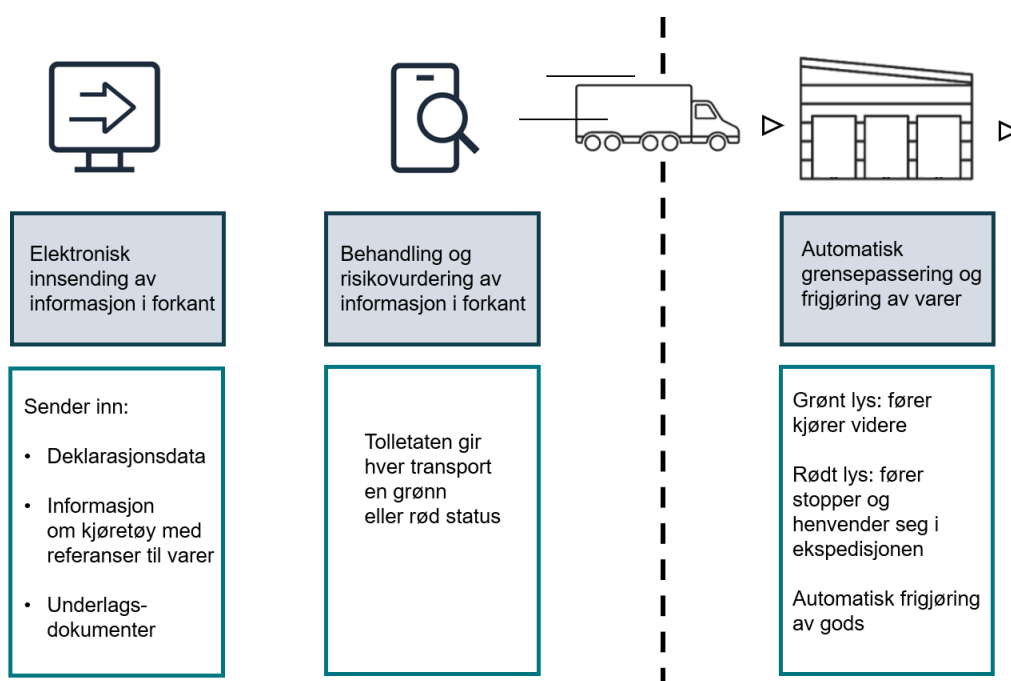 Elektronisk
innsending av
informasjon i forkant
Sender inn:
• Deklarasjonsdata
• Informasjon
om kjøretøy med
referanser til varer
• Underlags-
dokumenter
Behandling og
risikovurdering av
informasjon i forkant
Tolletaten gir
hver transport
en grønn
eller rød status
Automatisk
grensepassering og
frigjøring av varer
Grønt lys: fører
kjører videre
Rødt lys: fører
stopper og
henvender seg i
ekspedisjonen
Automatisk frigjøring
av gods